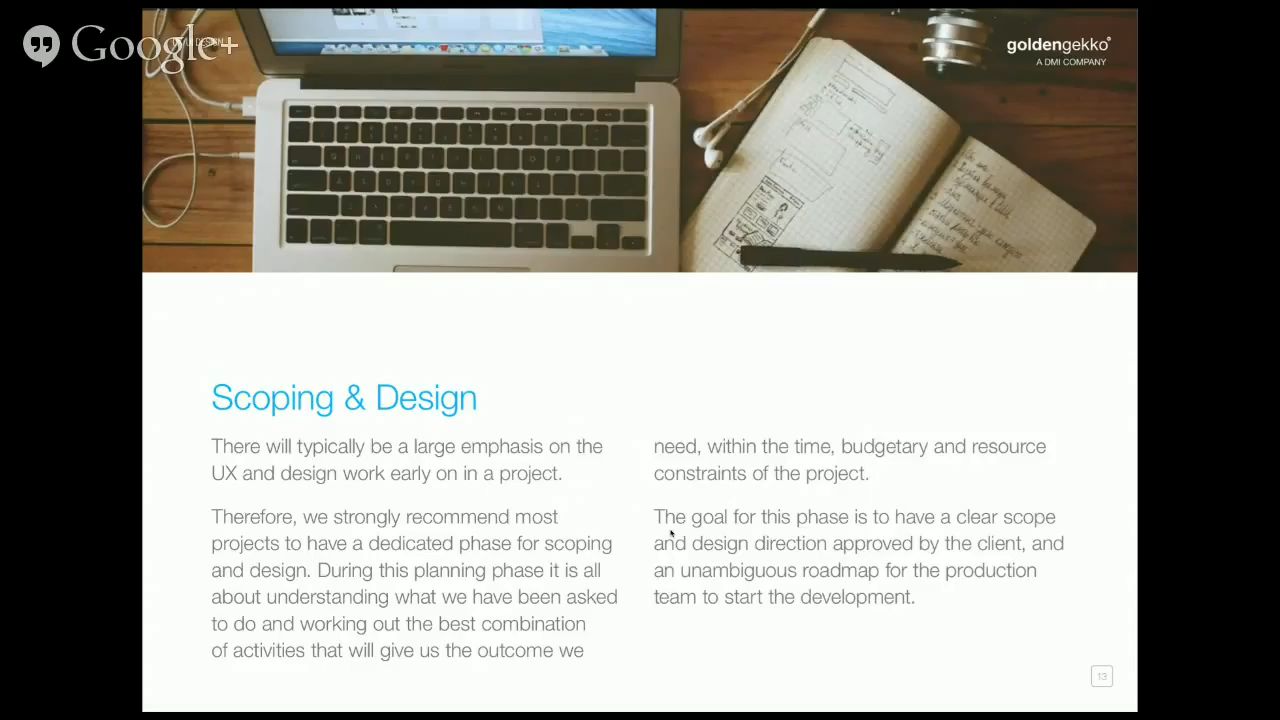 Google+
goldengekko
A DMI COMPANY
Scoping & Design
There will typically be a large emphasis on the
UX and design work early on in a project.
Therefore, we strongly recommend most
projects to have a dedicated phase for scoping
and design. During this planning phase it is all
about understanding what we have been asked
to do and working out the best combination
of activities that will give us the outcome we
need, within the time, budgetary and resource
constraints of the project.
The goal for this phase is to have a clear scope
and design direction approved by the client, and
an unambiguous roadmap for the production
team to start the development.
13